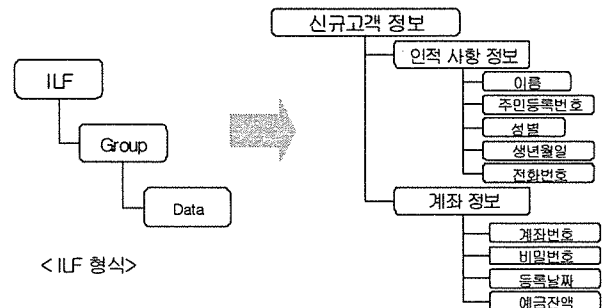 ILF
Group
Data
<ILF 형식>
신규고객 정보
인적 사항 정보
이름
주민등록번호
성별
생년월일
전화번호
계좌 정보
계좌번호
비밀번호
등록날짜
예금잔액